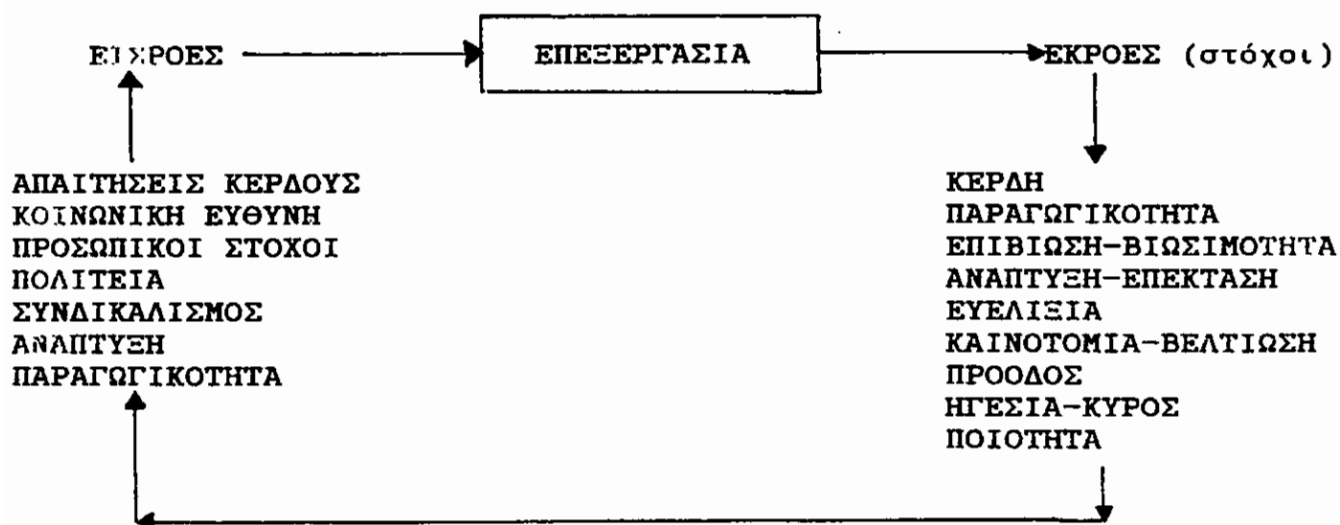 ΕΙΣΡΟΕΣ ΕΠΕΞΕΡΓΑΣΙΑ ΕΚΡΟΕΣ (στόχοι)
ΑΠΑΙΤΗΣΕΙΣ ΚΕΡΔΟΥΣ
ΚΟΙΝΩΝΙΚΗ ΕΥΘΥΝΗ
ΠΡΟΣΩΠΙΚΟΙ ΣΤΟΧΟΙ
ΠΟΛΙΤΕΙΑ
ΣΥΝΔΙΚΑΛΙΣΜΟΣ
ΑΝΑΠΤΥΞΗ
ΠΑΡΑΓΩΓΙΚΟΤΗΤΑ
ΚΕΡΔΗ
ΠΑΡΑΓΩΓΙΚΟΤΗΤΑ
ΕΠΙΒΙΩΣΗ-ΒΙΩΣΙΜΟΤΗΤΑ
ΑΝΑΠΤΥΞΗ-ΕΠΕΚΤΑΣΗ
ΕΥΕΛΙΞΙΑ
ΚΑΙΝΟΤΟΜΙΑ-ΒΕΛΤΙΩΣΗ
ΠΡΟΟΔΟΣ
ΗΓΕΣΙΑ-ΚΥΡΟΣ
ΠΟΙΟΤΗΤΑ